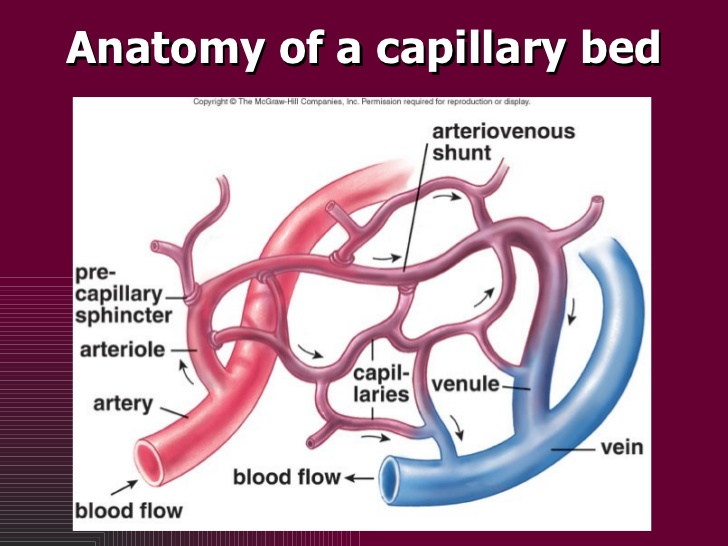 Anatomy of a capillary bed
Copyright © The McGraw-Hill Companies, Inc. Permission required for reproduction or display.
arteriovenous
shunt
pre-
capillary
sphincter
arteriole
artery
capil-
laries
venule
vein
blood flow
blood flow